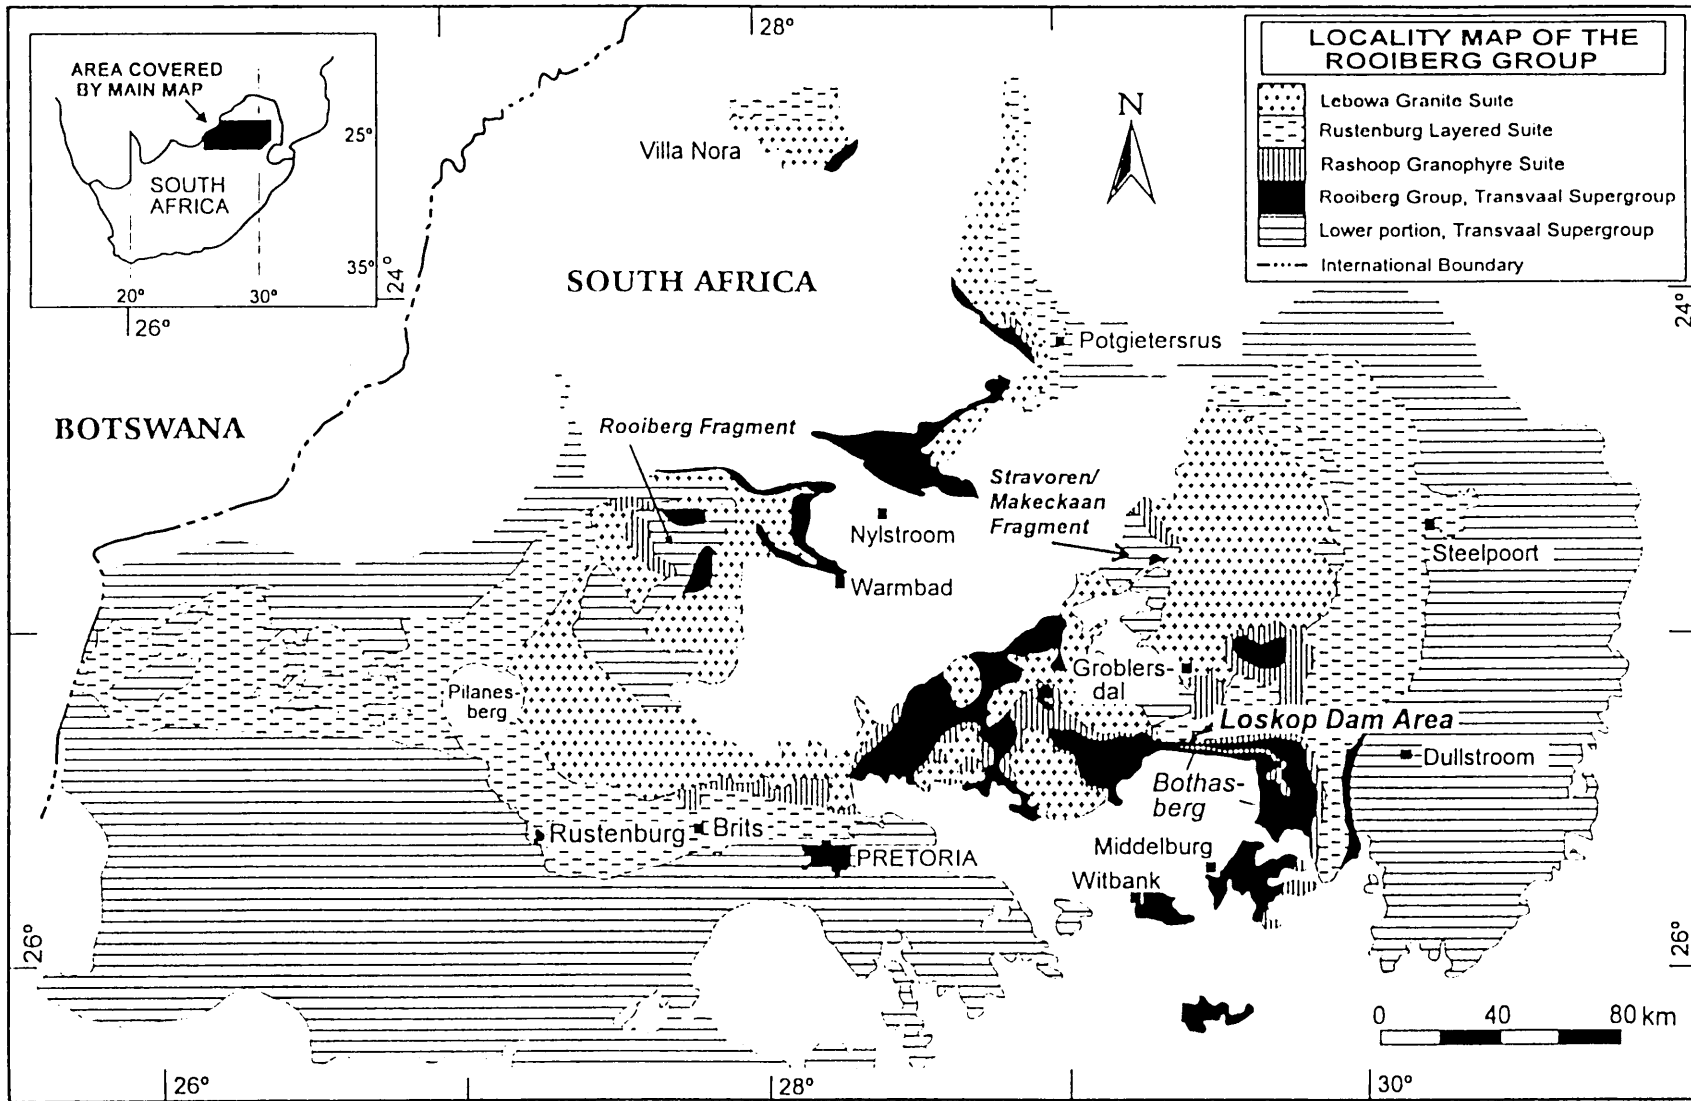 28°
AREA COVERED
BY MAIN MAP
25°
SOUTH
AFRICA
35°
20°
30°
24°
26°
LOCALITY MAP OF THE
ROOIBERG GROUP
Lebowa Granite Suite
Rustenburg Layered Suite
Rashoop Granophyre Suite
Rooiberg Group, Transvaal Supergroup
Lower portion, Transvaal Supergroup
International Boundary
N
24°
Villa Nora
SOUTH AFRICA
Potgietersrus
BOTSWANA
Rooiberg Fragment
Stravoren/
Makeckaan
Fragment
Nylstroom
Steelpoort
Warmbad
Groblers-
dal
Pilanes-
berg
Loskop Dam Area
Dullstroom
Bothas-
berg
Rustenburg
Brits
PRETORIA
Middelburg
Witbank
26°
26°
0 40 80 km
26°
28°
30°